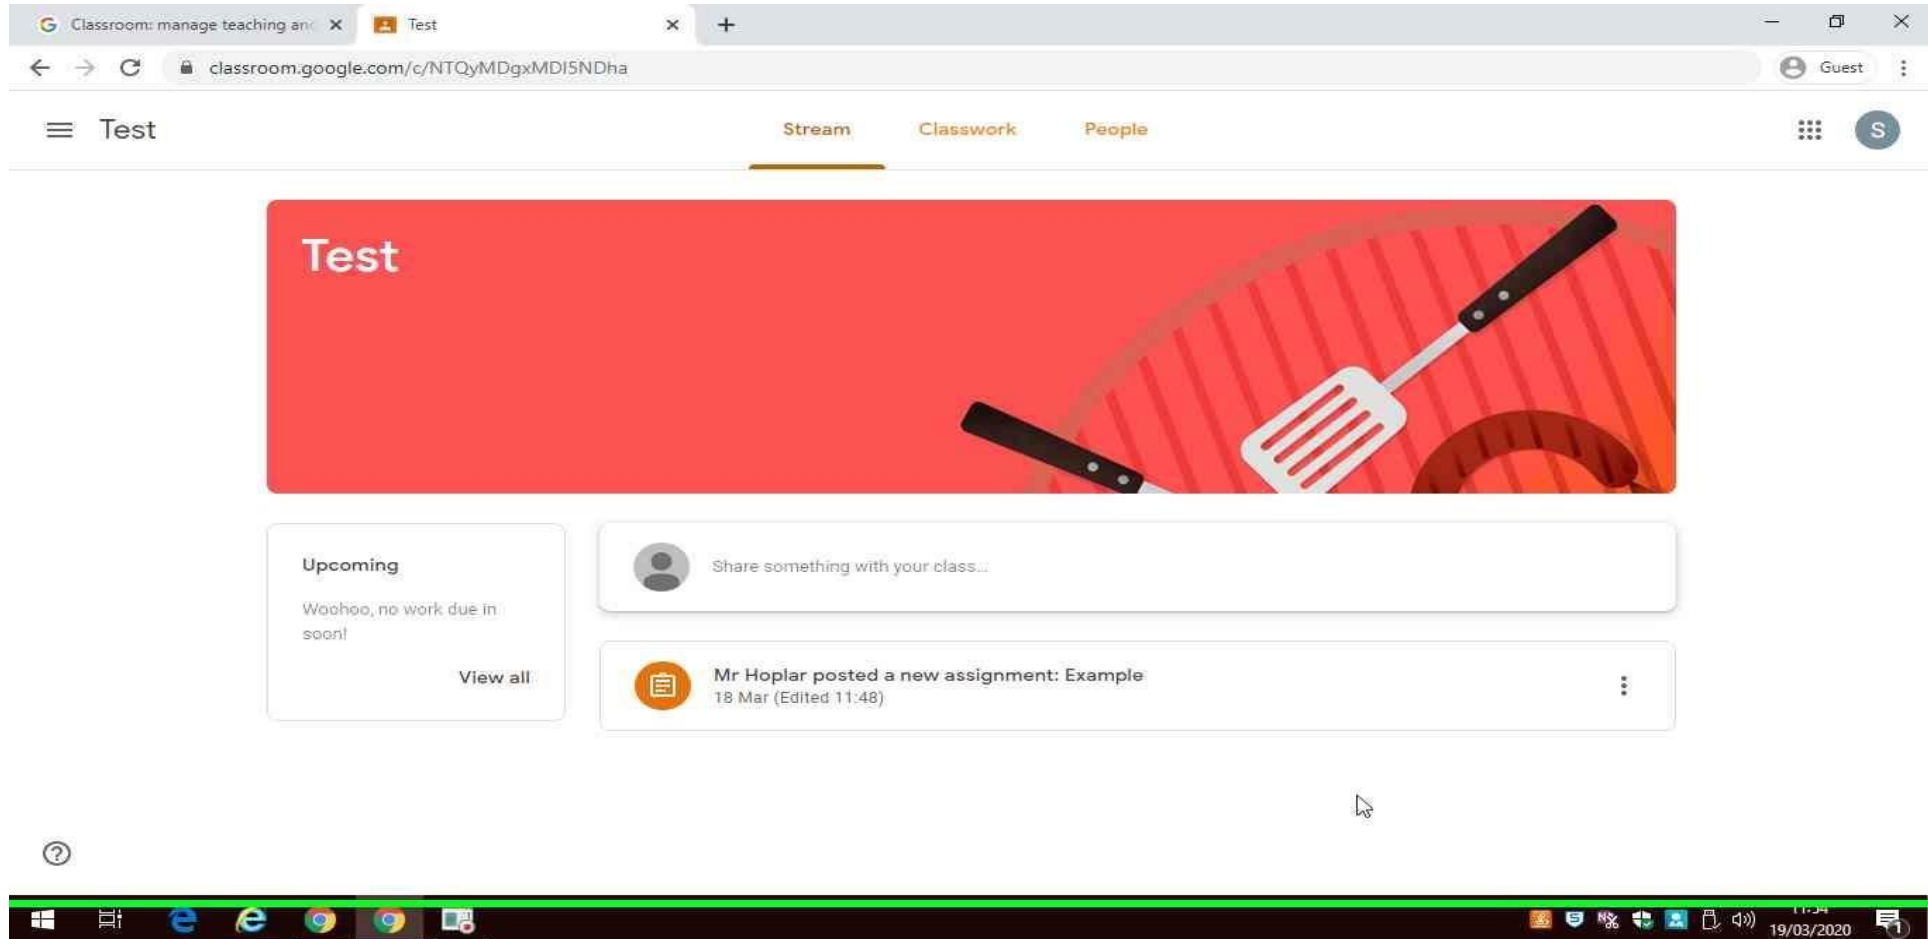 Classroom: manage teaching an
Test
classroom.google.com/c/NTQyMDgxMDI5NDha
Guest
Test
Stream
Classwork
People
S
Test
Upcoming
Woohoo, no work due in
soon!
View all
Share something with your class...
Mr Hoplar posted a new assignment: Example
18 Mar (Edited 11:48)
19/03/2020
1